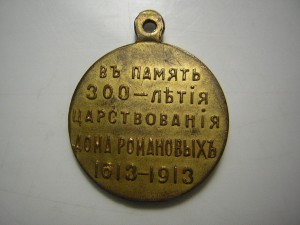 ВЪ ПАМЯТЬ
300-ЛѢТІЯ
ЦАРСТВОВАНІЯ
ДОМА РОМАНОВЫХЪ
1613-1913